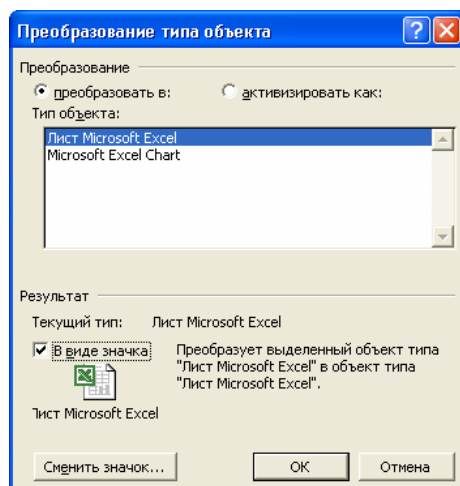 Преобразование типа объекта
Преобразование
преобразовать в: активизировать как:
Тип объекта:
Лист Microsoft Excel
Microsoft Excel Chart
Результат
Текущий тип: Лист Microsoft Excel
В виде значка
Преобразует выделенный объект типа
"Лист Microsoft Excel" в объект типа
"Лист Microsoft Excel".
Лист Microsoft Excel
Сменить значок... ОК Отмена